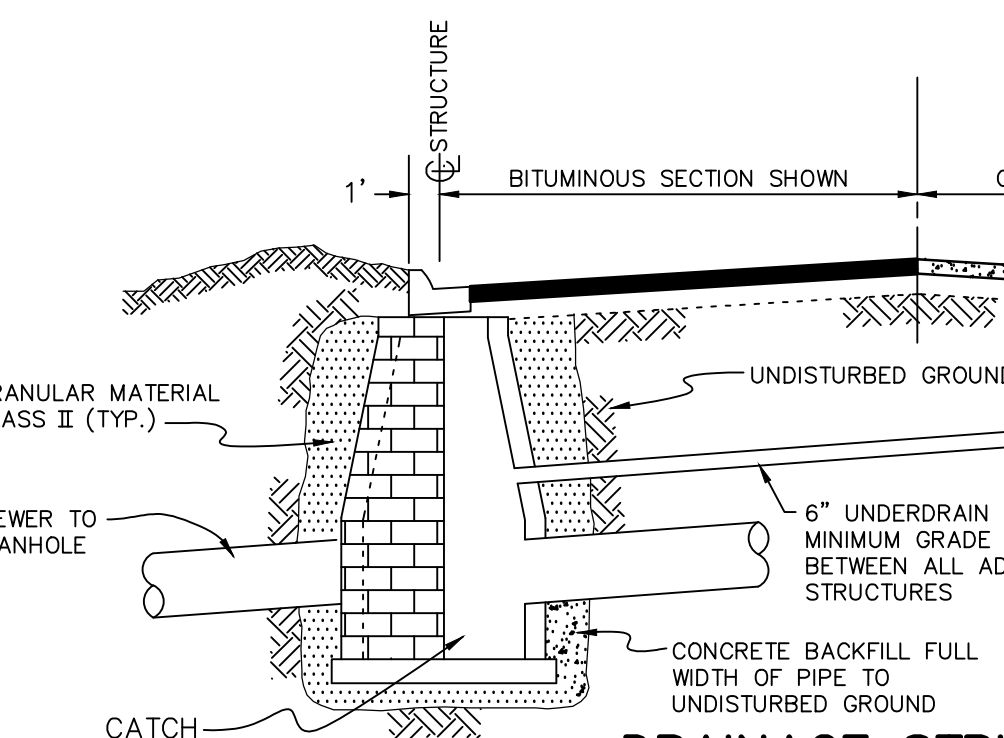 ℄ STRUCTURE
1'
BITUMINOUS SECTION SHOWN
UNDISTURBED GROUND
RANULAR MATERIAL
ASS II (TYP.)
EWER TO
ANHOLE
6" UNDERDRAIN
MINIMUM GRADE
BETWEEN ALL AD
STRUCTURES
CONCRETE BACKFILL FULL
WIDTH OF PIPE TO
UNDISTURBED GROUND
CATCH